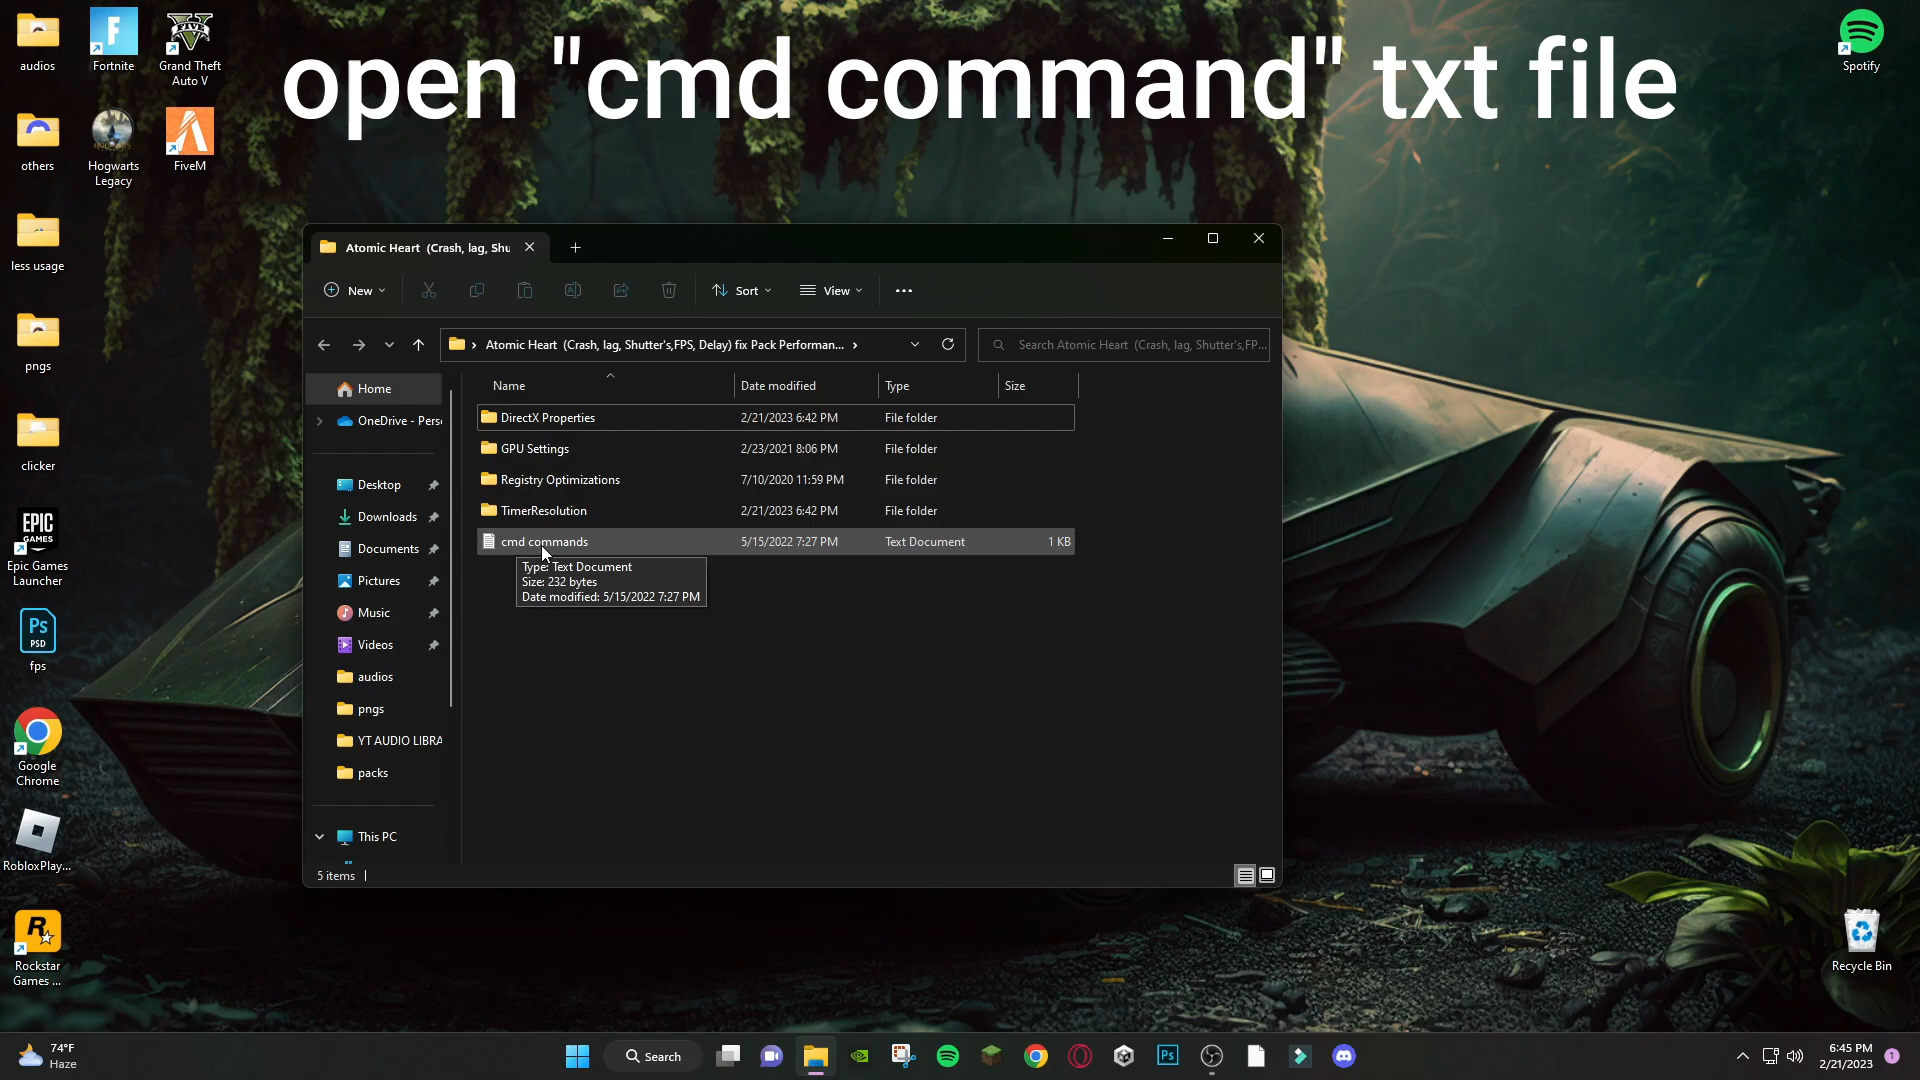 open "cmd command" txt file
audios
Fortnite
Grand Theft
Auto V
Spotify
others
Hogwarts
Legacy
FiveM
less usage
pngs
clicker
EPIC
GAMES
Epic Games
Launcher
Ps
PSD
fps
Google
Chrome
RobloxPlay...
Rockstar
Games ...
Recycle Bin
Atomic Heart (Crash, lag, Shu
New
Sort
View
Atomic Heart (Crash, lag, Shutter's,FPS, Delay) fix Pack Performan...
Search Atomic Heart (Crash, lag, Shutter's,FP...
Home
OneDrive - Perso
Desktop
Downloads
Documents
Pictures
Music
Videos
audios
pngs
YT AUDIO LIBRA
packs
This PC
Name Date modified Type Size
DirectX Properties 2/21/2023 6:42 PM File folder
GPU Settings 2/23/2021 8:06 PM File folder
Registry Optimizations 7/10/2020 11:59 PM File folder
TimerResolution 2/21/2023 6:42 PM File folder
cmd commands 5/15/2022 7:27 PM Text Document 1 KB
Type: Text Document
Size: 232 bytes
Date modified: 5/15/2022 7:27 PM
5 items
74°F
Haze
Search
Ps
6:45 PM
2/21/2023
1